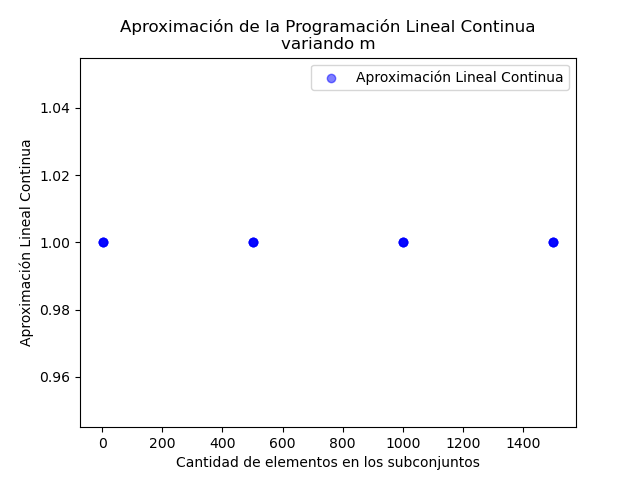 Aproximación de la Programación Lineal Continua
variando m
Aproximación Lineal Continua
1.04
1.02
1.00
0.98
0.96
Aproximación Lineal Continua
0
200
400
600
800
1000
1200
1400
Cantidad de elementos en los subconjuntos